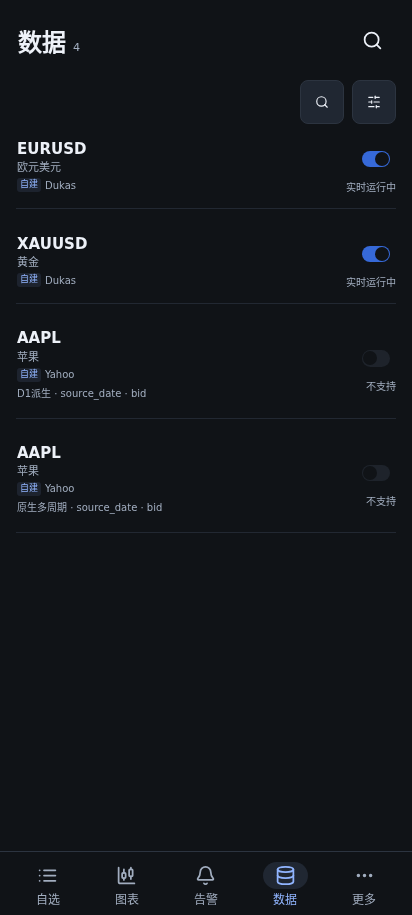 数据 4
EURUSD
欧元美元
自建 Dukas
实时运行中
XAUUSD
黄金
自建 Dukas
实时运行中
AAPL
苹果
自建 Yahoo
D1派生 · source_date · bid
不支持
AAPL
苹果
自建 Yahoo
原生多周期 · source_date · bid
不支持
自选 图表 告警 数据 更多